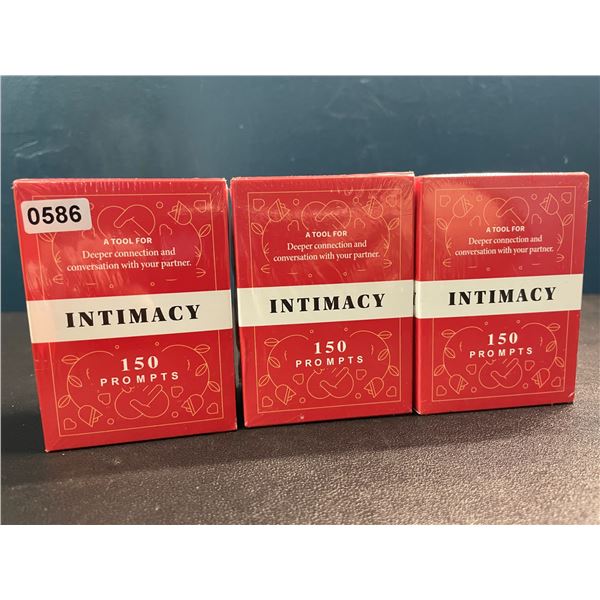 0586
A TOOL FOR
Deeper connection and
conversation with your partner.
INTIMACY
150
PROMPTS
A TOOL FOR
Deeper connection and
conversation with your partner.
INTIMACY
150
PROMPTS
A TOOL FOR
Deeper connection and
conversation with your partner.
INTIMACY
150
PROMPTS